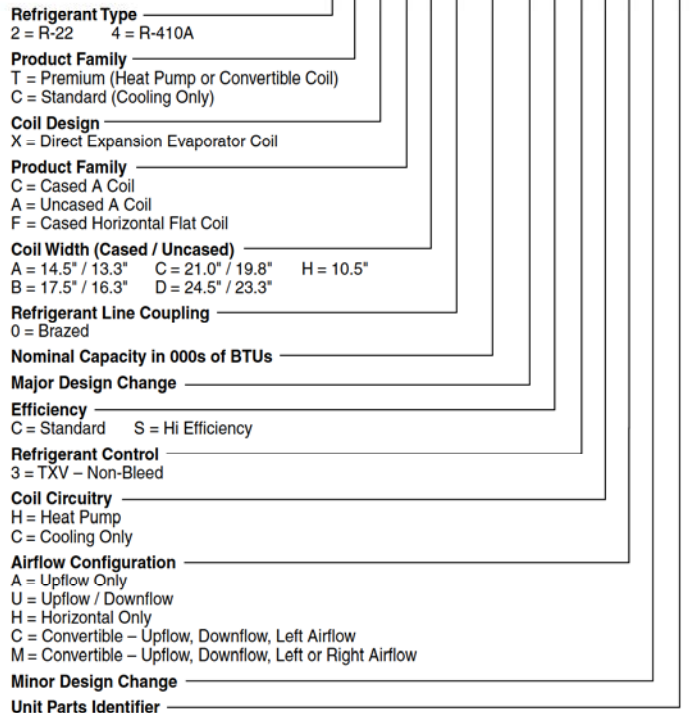 Refrigerant Type
2 = R-22 4 = R-410A
Product Family
T = Premium (Heat Pump or Convertible Coil)
C = Standard (Cooling Only)
Coil Design
X = Direct Expansion Evaporator Coil
Product Family
C = Cased A Coil
A = Uncased A Coil
F = Cased Horizontal Flat Coil
Coil Width (Cased / Uncased)
A = 14.5" / 13.3" C = 21.0" / 19.8" H = 10.5"
B = 17.5" / 16.3" D = 24.5" / 23.3"
Refrigerant Line Coupling
0 = Brazed
Nominal Capacity in 000s of BTUs
Major Design Change
Efficiency
C = Standard S = Hi Efficiency
Refrigerant Control
3 = TXV – Non-Bleed
Coil Circuitry
H = Heat Pump
C = Cooling Only
Airflow Configuration
A = Upflow Only
U = Upflow / Downflow
H = Horizontal Only
C = Convertible – Upflow, Downflow, Left Airflow
M = Convertible – Upflow, Downflow, Left or Right Airflow
Minor Design Change
Unit Parts Identifier